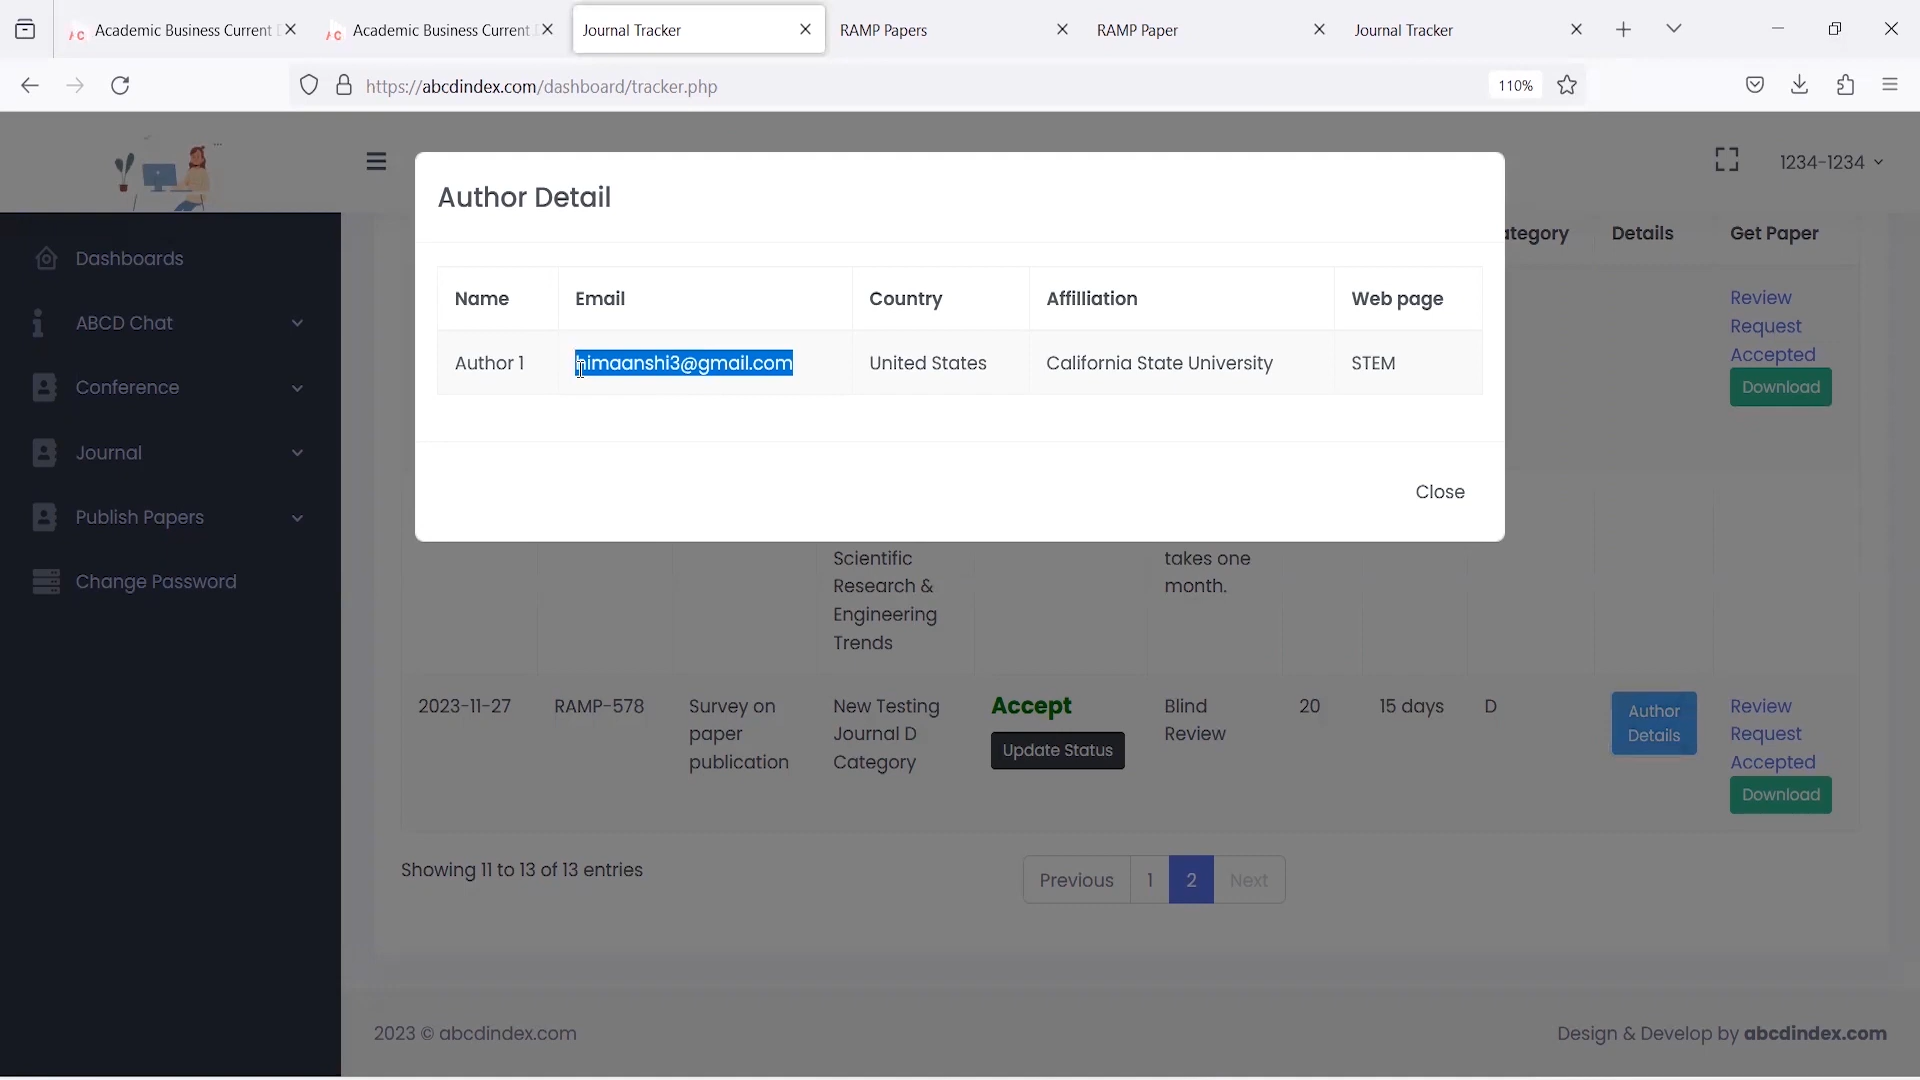 Academic Business Current
Academic Business Current
Journal Tracker
RAMP Papers
RAMP Paper
Journal Tracker
https://abcdindex.com/dashboard/tracker.php
110%
1234-1234
Dashboards
ABCD Chat
Conference
Journal
Publish Papers
Change Password
Author Detail
Name Email Country Affilliation Web page
Author 1 himaanshi3@gmail.com United States California State University STEM
Close
ategory Details Get Paper
Review
Request
Accepted
Download
Scientific
Research &
Engineering
Trends
takes one
month.
2023-11-27
RAMP-578
Survey on
paper
publication
New Testing
Journal D
Category
Accept
Update Status
Blind
Review
20
15 days
D
Author
Details
Review
Request
Accepted
Download
Showing 11 to 13 of 13 entries
Previous 1 2 Next
2023 © abcdindex.com
Design & Develop by abcdindex.com